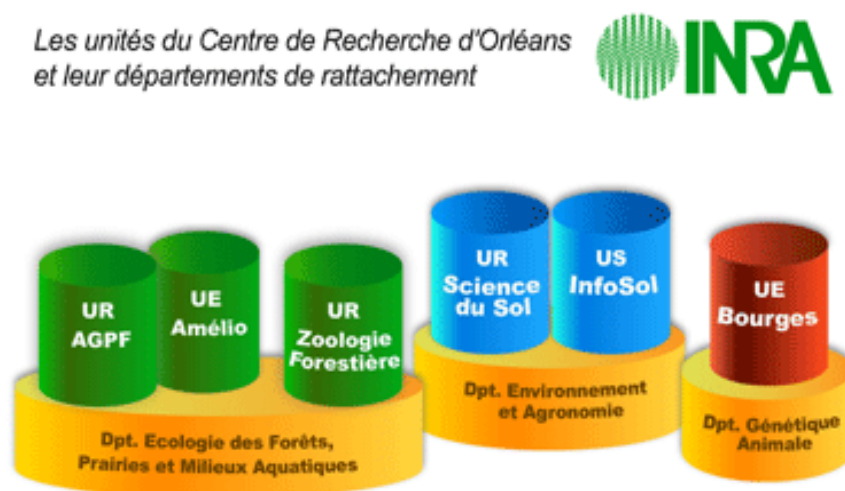 Les unités du Centre de Recherche d'Orléans
et leur départements de rattachement
INRA
UR
AGPF
UE
Amélio
UR
Zoologie
Forestière
UR
Science
du Sol
US
InfoSol
UE
Bourges
Dpt. Ecologie des Forêts,
Prairies et Milieux Aquatiques
Dpt. Environnement
et Agronomie
Dpt. Génétique
Animale